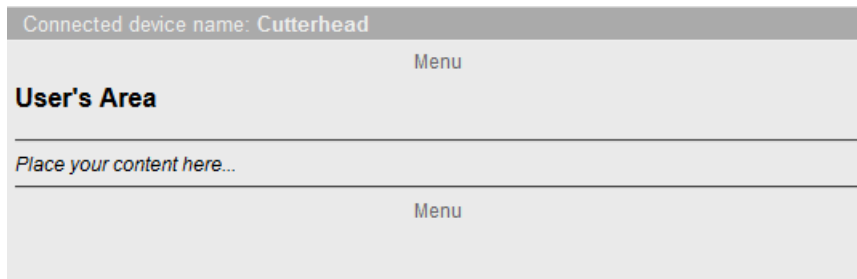 Connected device name: Cutterhead
Menu
User's Area
Place your content here...
Menu